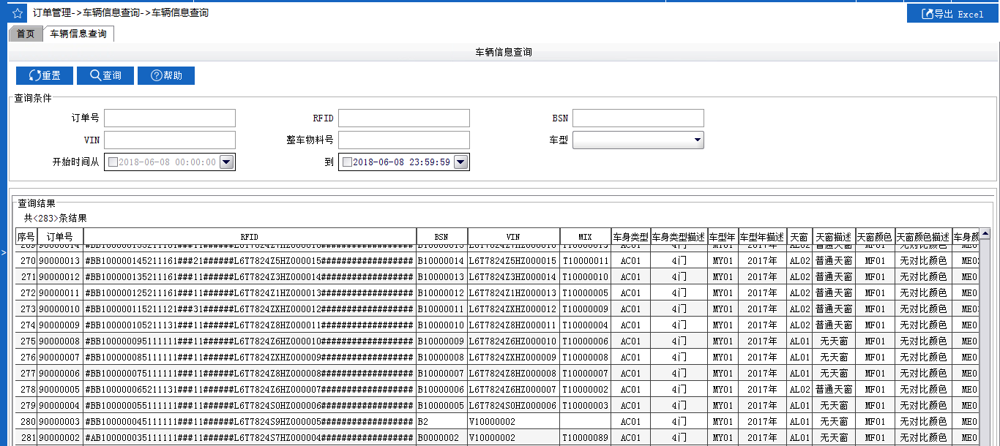 订单管理->车辆信息查询->车辆信息查询
导出 Excel
首页 车辆信息查询
车辆信息查询
重置 查询 帮助
查询条件
订单号 RFID BSN
VIN 整车物料号 车型
开始时间从 2018-06-08 00:00:00 到 2018-06-08 23:59:59
查询结果
共<283>条结果
序号 订单号 RFID BSN VIN MIX 车身类型 车身类型描述 车型年 车型年描述 天窗 天窗描述 天窗颜色 天窗颜色描述 车身颜
270 90000013 #BB100000145211161###21######L6T7824Z5HZ000015################### B10000014 L6T7824Z5HZ000015 T10000011 AC01 4门 MY01 2017年 AL02 普通天窗 MF01 无对比颜色 ME0
271 90000012 #BB100000135211161###11######L6T7824Z3HZ000014################### B10000013 L6T7824Z3HZ000014 T10000010 AC01 4门 MY01 2017年 AL02 普通天窗 MF01 无对比颜色 ME0
272 90000011 #BB100000125211161###11######L6T7824Z1HZ000013################### B10000012 L6T7824Z1HZ000013 T10000005 AC01 4门 MY01 2017年 AL02 普通天窗 MF01 无对比颜色 ME0
273 90000010 #BB100000115211121###31######L6T7824ZXHZ000012################### B10000011 L6T7824ZXHZ000012 T10000009 AC01 4门 MY01 2017年 AL02 普通天窗 MF01 无对比颜色 ME0
274 90000009 #BB100000105211131###11######L6T7824Z8HZ000011################### B10000010 L6T7824Z8HZ000011 T10000004 AC01 4门 MY01 2017年 AL02 普通天窗 MF01 无对比颜色 ME0
275 90000008 #BB100000095111111###11######L6T7824Z6HZ000010################### B10000009 L6T7824Z6HZ000010 T10000006 AC01 4门 MY01 2017年 AL01 无天窗 MF01 无对比颜色 ME0
276 90000007 #BB100000085111111###11######L6T7824ZXHZ000009################### B10000008 L6T7824ZXHZ000009 T10000008 AC01 4门 MY01 2017年 AL01 无天窗 MF01 无对比颜色 ME0
277 90000006 #BB100000075111111###11######L6T7824Z8HZ000008################### B10000007 L6T7824Z8HZ000008 T10000007 AC01 4门 MY01 2017年 AL01 无天窗 MF01 无对比颜色 ME0
278 90000005 #BB100000065211131###11######L6T7824Z6HZ000007################### B10000006 L6T7824Z6HZ000007 T10000002 AC01 4门 MY01 2017年 AL02 普通天窗 MF01 无对比颜色 ME0
279 90000004 #BB100000055111111###11######L6T7824S0HZ000006################### B10000005 L6T7824S0HZ000006 T10000003 AC01 4门 MY01 2017年 AL01 无天窗 MF01 无对比颜色 ME0
280 90000003 #BB100000045111111###11######L6T7824S9HZ000005################### B2 V10000002 AC01 4门 MY01 2017年 AL01 无天窗 MF01 无对比颜色 ME0
281 90000002 #AB100000035111111###11######L6T7824S7HZ000004################### B0000002 V10000002 T10000089 AC01 4门 MY01 2017年 AL01 无天窗 MF01 无对比颜色 ME0